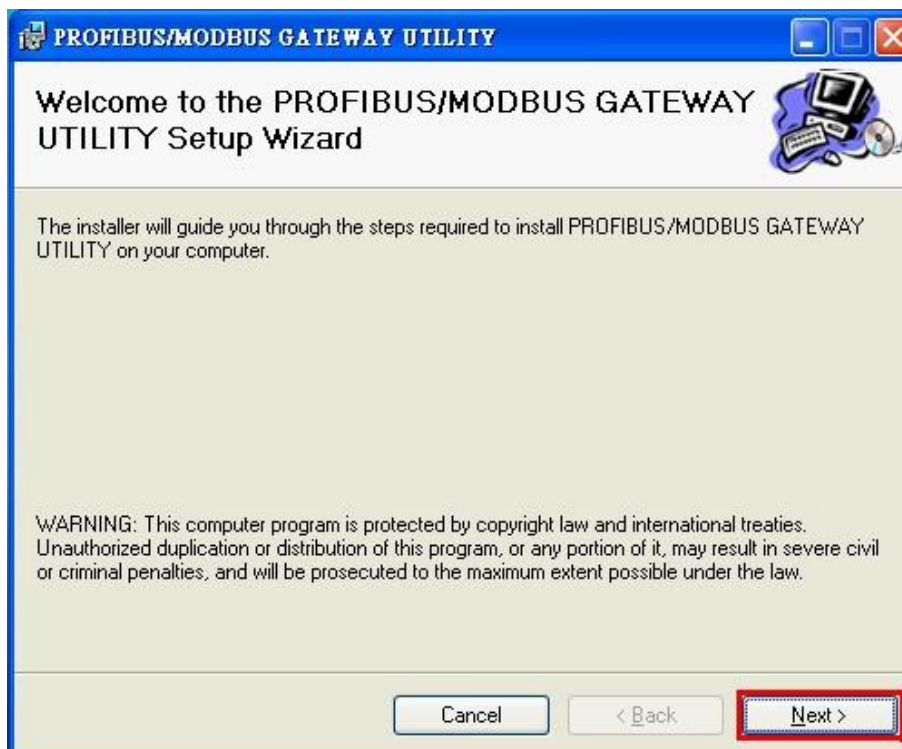 PROFIBUS/MODBUS GATEWAY UTILITY
Welcome to the PROFIBUS/MODBUS GATEWAY
UTILITY Setup Wizard
The installer will guide you through the steps required to install PROFIBUS/MODBUS GATEWAY
UTILITY on your computer.
WARNING: This computer program is protected by copyright law and international treaties.
Unauthorized duplication or distribution of this program, or any portion of it, may result in severe civil
or criminal penalties, and will be prosecuted to the maximum extent possible under the law.
Cancel
< Back
Next >